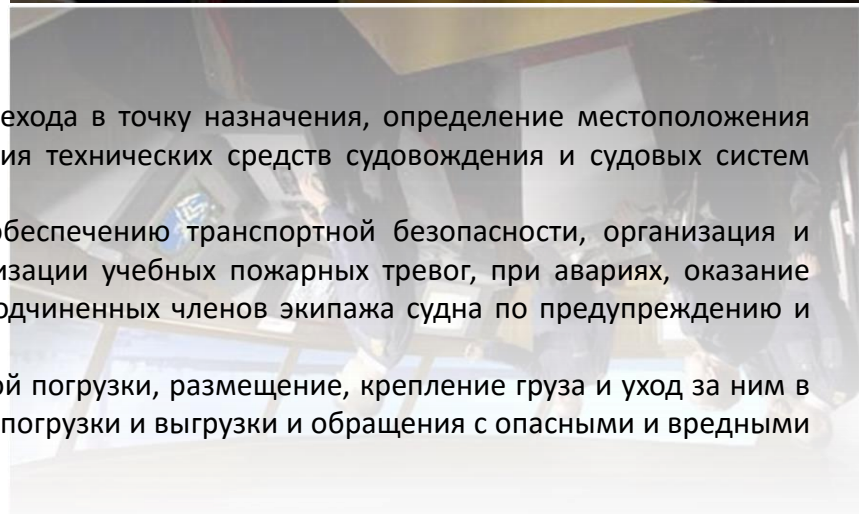 ехода в точку назначения, определение местоположения
ия технических средств судовождения и судовых систем
обеспечению транспортной безопасности, организация и
изации учебных пожарных тревог, при авариях, оказание
одчиненных членов экипажа судна по предупреждению и
ой погрузки, размещение, крепление груза и уход за ним в
погрузки и выгрузки и обращения с опасными и вредными